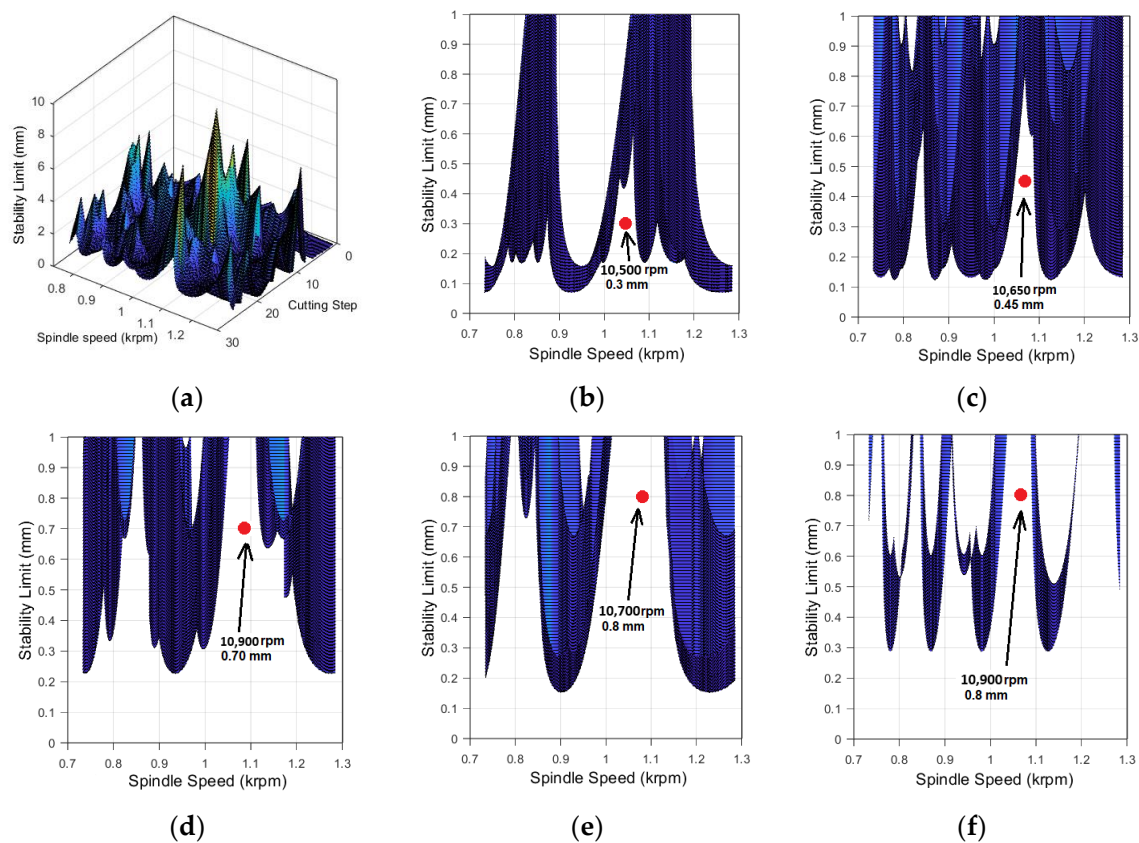 10
8
6
4
2
0
Stability Limit (mm)
0.8
0.9
1
1.1
1.2
Spindle speed (krpm)
0
10
20
30
Cutting Step
(a)
1
0.9
0.8
0.7
0.6
0.5
0.4
0.3
0.2
0.1
0
Stability Limit (mm)
10,500 rpm
0.3 mm
0.7 0.8 0.9 1 1.1 1.2 1.3
Spindle Speed (krpm)
(b)
1
0.9
0.8
0.7
0.6
0.5
0.4
0.3
0.2
0.1
0
Stability Limit (mm)
10,650 rpm
0.45 mm
0.7 0.8 0.9 1 1.1 1.2 1.3
Spindle Speed (krpm)
(c)
1
0.9
0.8
0.7
0.6
0.5
0.4
0.3
0.2
0.1
0
Stability Limit (mm)
10,900 rpm
0.70 mm
0.7 0.8 0.9 1 1.1 1.2 1.3
Spindle Speed (krpm)
(d)
1
0.9
0.8
0.7
0.6
0.5
0.4
0.3
0.2
0.1
0
Stability Limit (mm)
10,700 rpm
0.8 mm
0.7 0.8 0.9 1 1.1 1.2 1.3
Spindle Speed (krpm)
(e)
1
0.9
0.8
0.7
0.6
0.5
0.4
0.3
0.2
0.1
0
Stability Limit (mm)
10,900 rpm
0.8 mm
0.7 0.8 0.9 1 1.1 1.2 1.3
Spindle Speed (krpm)
(f)